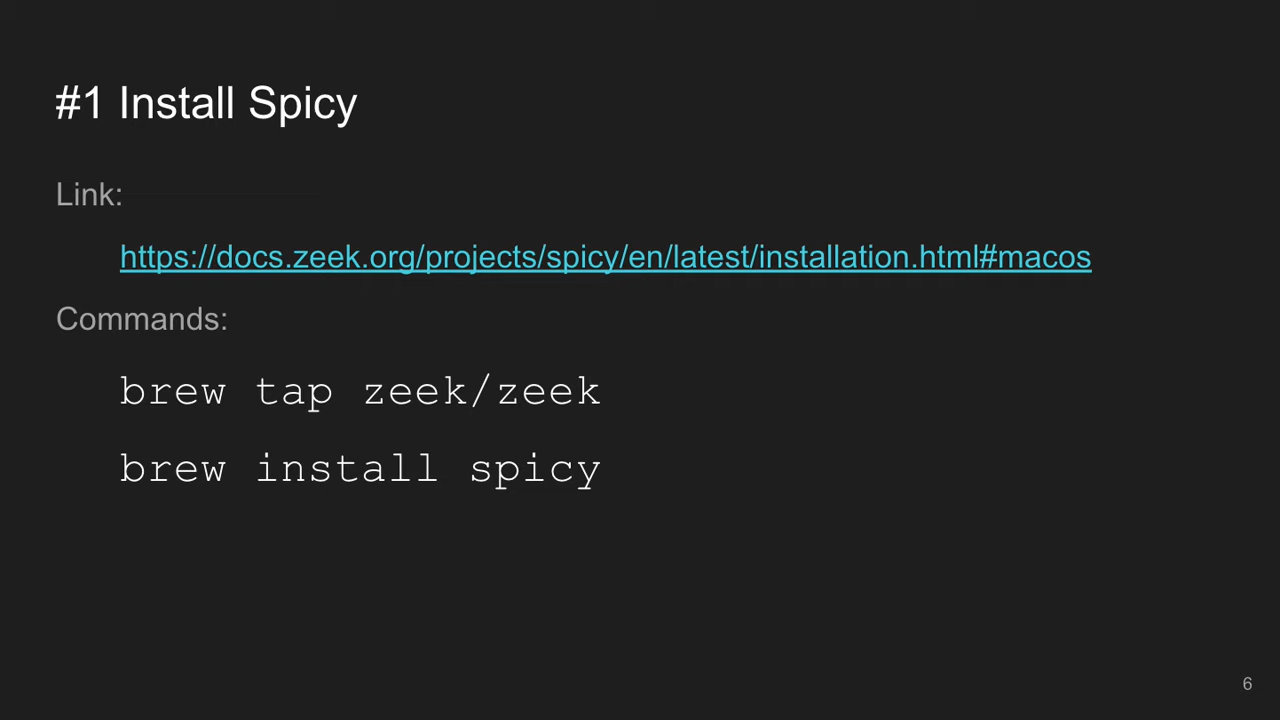 #1 Install Spicy
Link:
https://docs.zeek.org/projects/spicy/en/latest/installation.html#macos
Commands:
brew tap zeek/zeek
brew install spicy
6